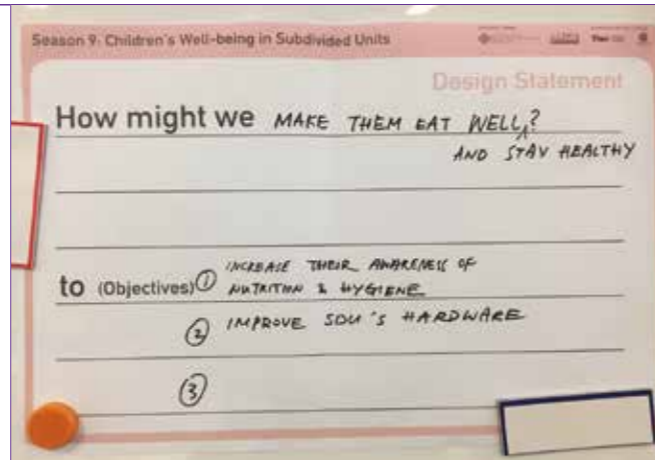 Season 9: Children's Well-being in Subdivided Units
Design Statement
How might we MAKE THEM EAT WELL^?
AND STAY HEALTHY
INCREASE THEIR AWARENESS OF
to (Objectives) ① NUTRITION & HYGIENE
② IMPROVE SDU'S HARDWARE
③